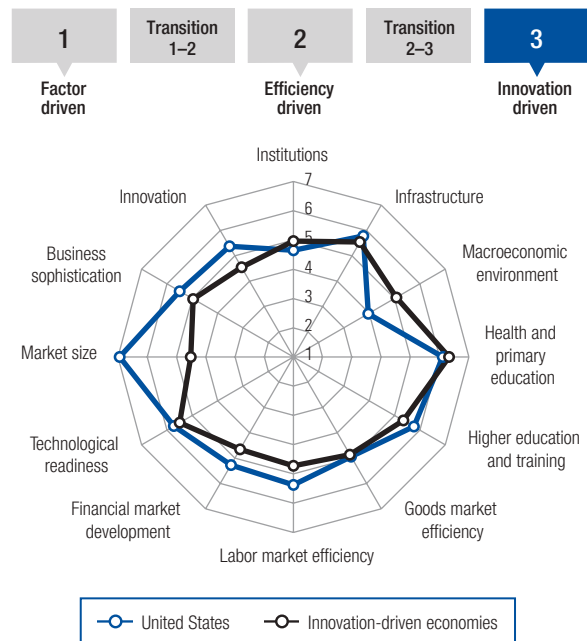 1
Transition
1–2
2
Transition
2–3
3
Factor
driven
Efficiency
driven
Innovation
driven
Institutions
7
6
5
4
3
2
1
Innovation
Infrastructure
Business
sophistication
Macroeconomic
environment
Market size
Health and
primary
education
Technological
readiness
Higher education
and training
Financial market
development
Goods market
efficiency
Labor market efficiency
United States
Innovation-driven economies